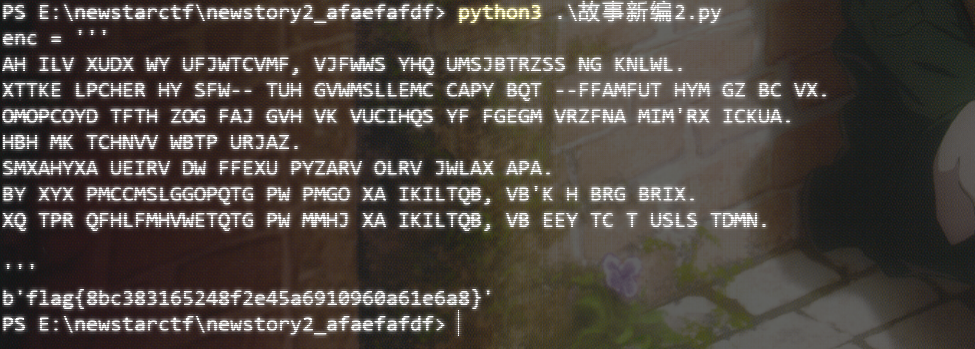 PS E:\newstarctf\newstory2_afaefafdf> python3 .\故事新编2.py
enc = '''
AH ILV XUDX WY UFJWTCVMF, VJFWWS YHQ UMSJBTRZSS NG KNLWL.
XTTKE LPCHER HY SFW-- TUH GVWMSLLEMC CAPY BQT --FFAMFUT HYM GZ BC VX.
OMOPCOYD TFTH ZOG FAJ GVH VK VUCIHQS YF FGEGM VRZFNA MIM'RX ICKUA.
HBH MK TCHNVV WBTP URJAZ.
SMXAHYXA UEIRV DW FFEXU PYZARV OLRV JWLAX APA.
BY XYX PMCCMSLGGOPQTG PW PMGO XA IKILTQB, VB'K H BRG BRIX.
XQ TPR QFHLFMHVWETQTG PW MMHJ XA IKILTQB, VB EEY TC T USLS TDMN.
'''
b'flag{8bc383165248f2e45a6910960a61e6a8}'
PS E:\newstarctf\newstory2_afaefafdf>